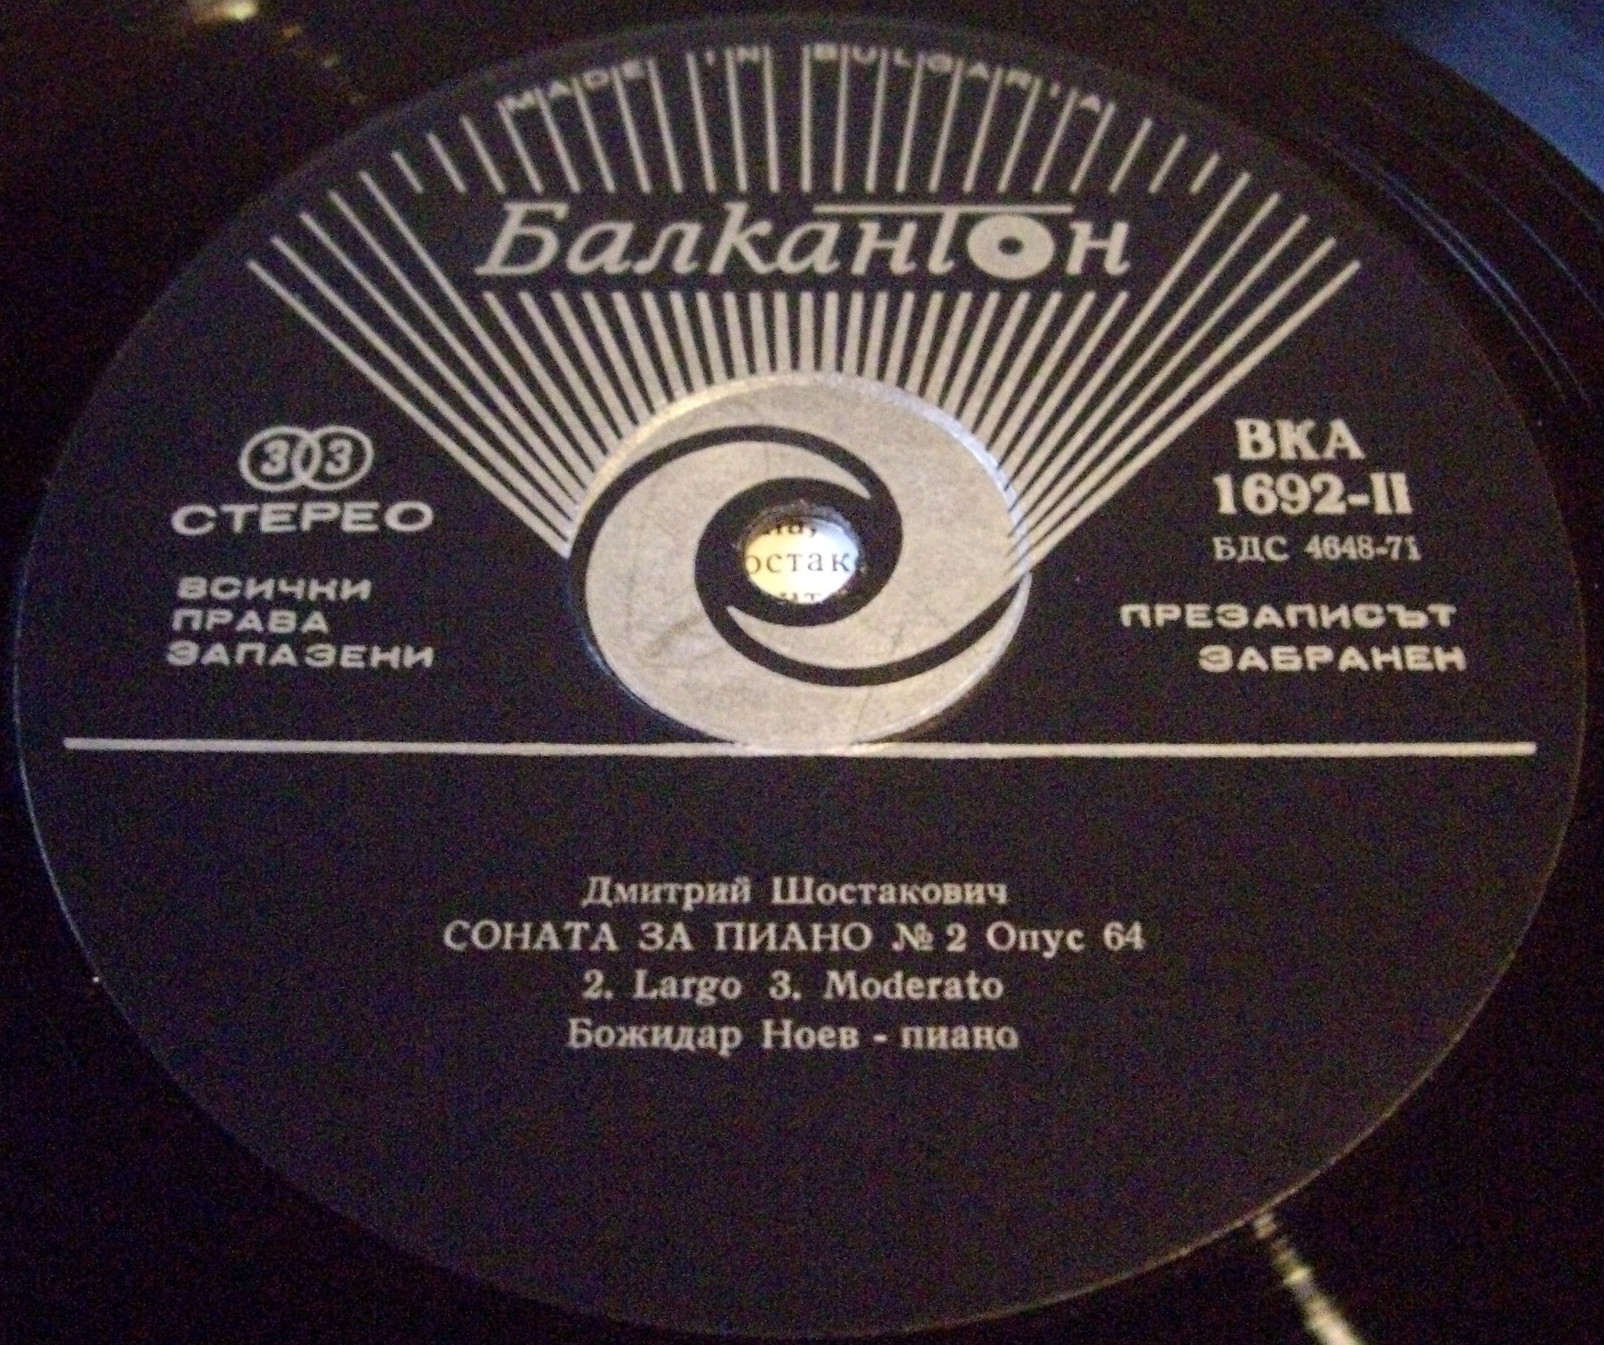 MADE IN BULGARIA
Балкантон
33
СТЕРЕО
ВСИЧКИ
ПРАВА
ЗАПАЗЕНИ
ВКА
1692-II
БДС 4648-71
ПРЕЗАПИСЪТ
ЗАБРАНЕН
остак
Дмитрий Шостакович
СОНАТА ЗА ПИАНО № 2 Опус 64
2. Largo 3. Moderato
Божидар Ноев - пиано